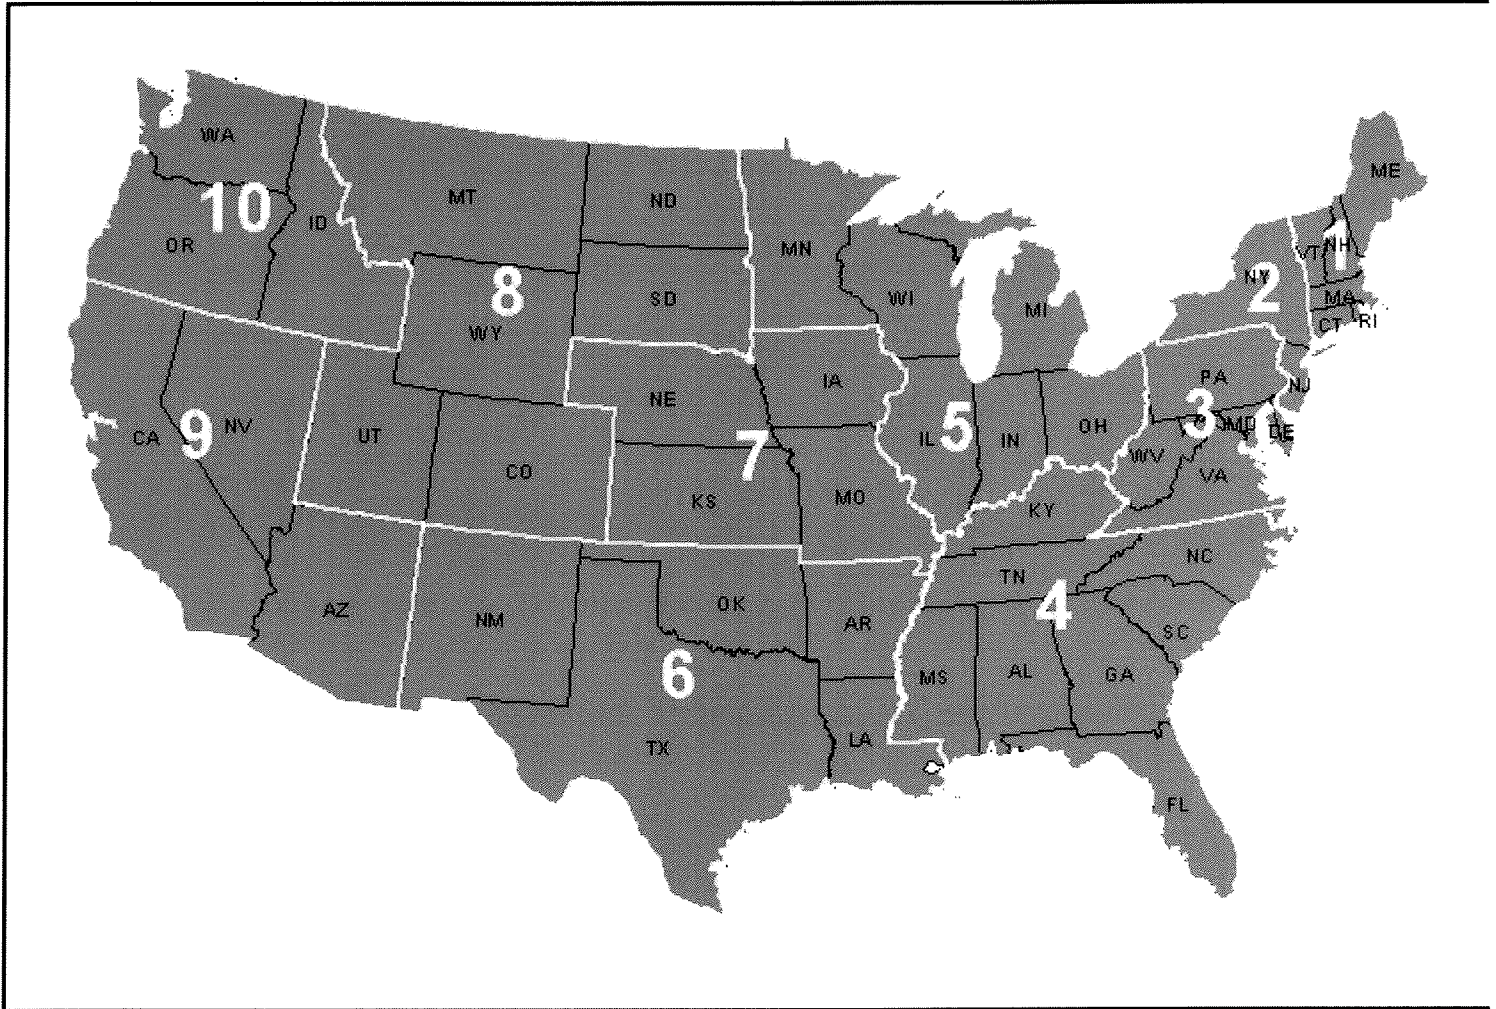 WA
ME
MT
ND
10
ID
OR
MN
NH
1
VT
NY
2
8
SD
WI
MI
MA
CT
RI
WY
IA
PA
NJ
NE
3
CA
9
NV
UT
7
IL
5
IN
OH
MD
DE
WV
CO
KS
MO
VA
KY
NC
TN
AZ
NM
OK
AR
4
SC
6
MS
AL
GA
TX
LA
FL